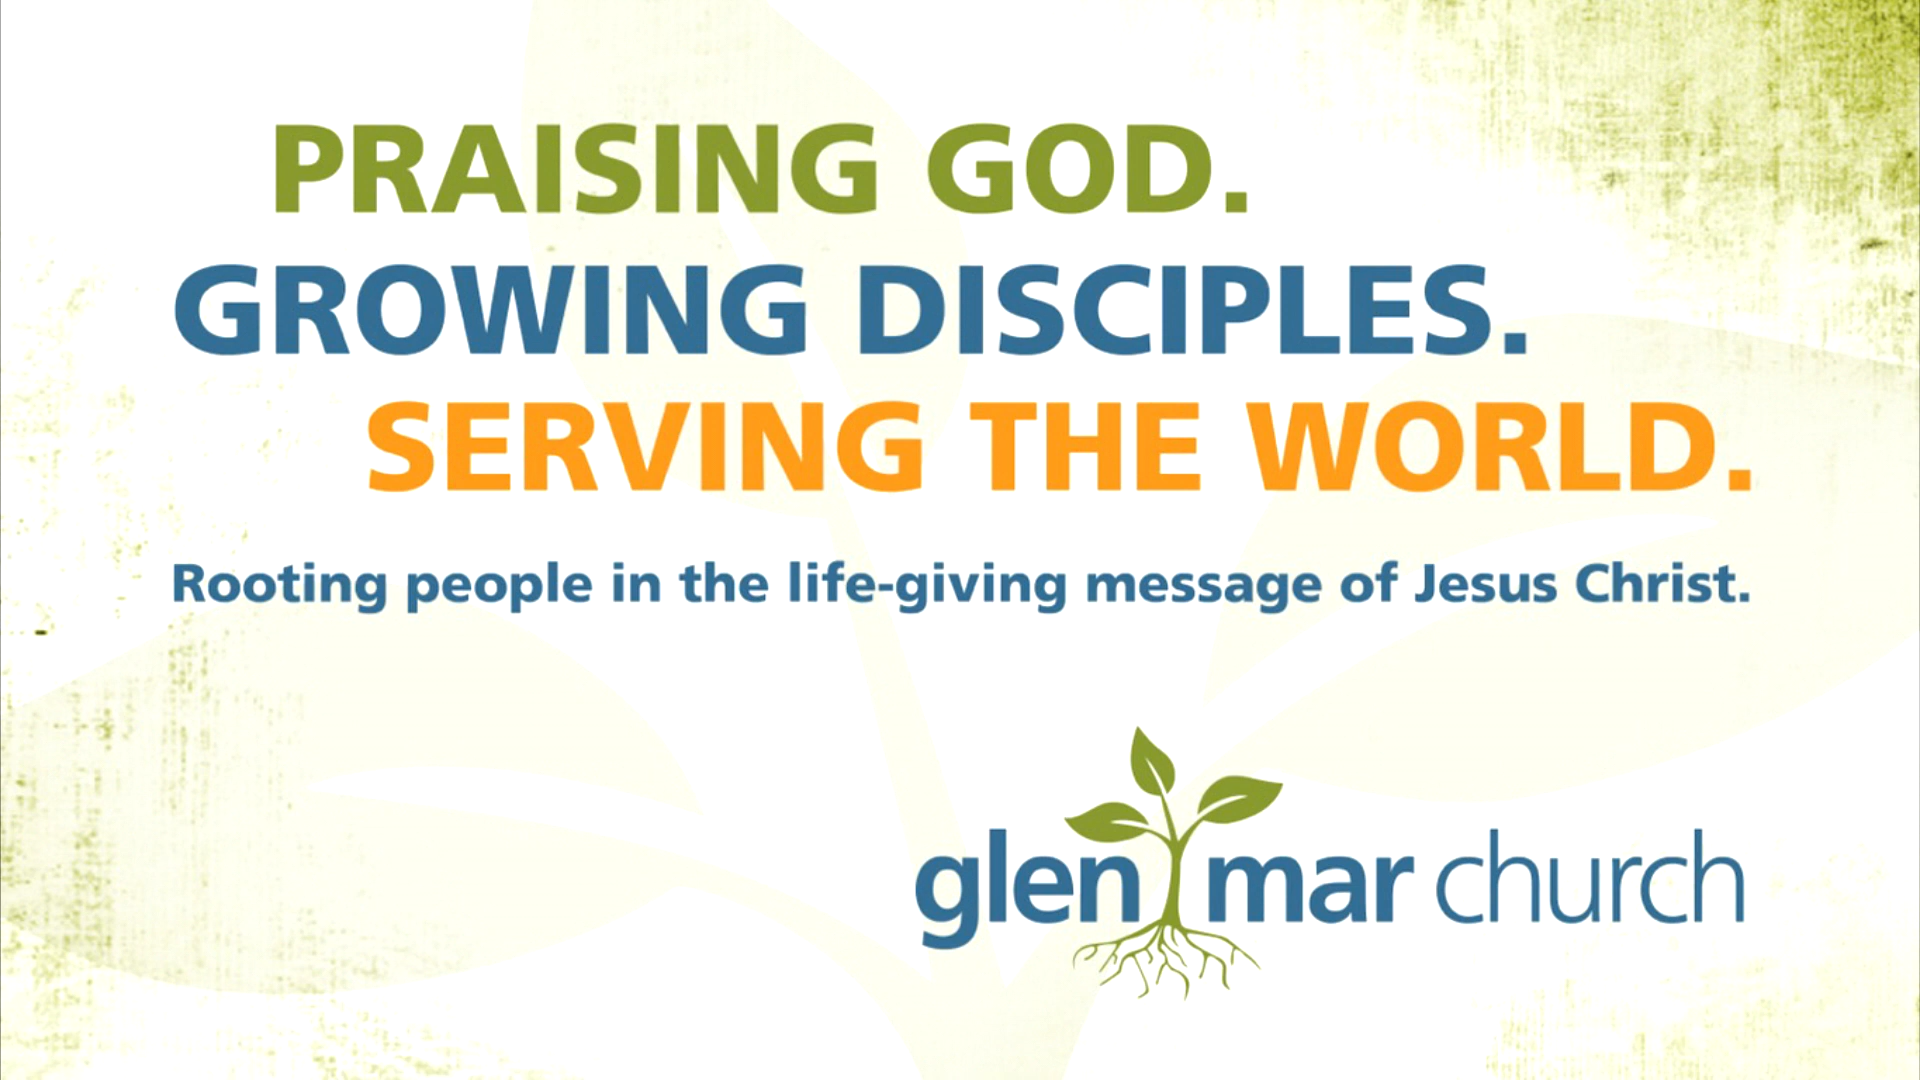 PRAISING GOD.
GROWING DISCIPLES.
SERVING THE WORLD.
Rooting people in the life-giving message of Jesus Christ.
glen mar church